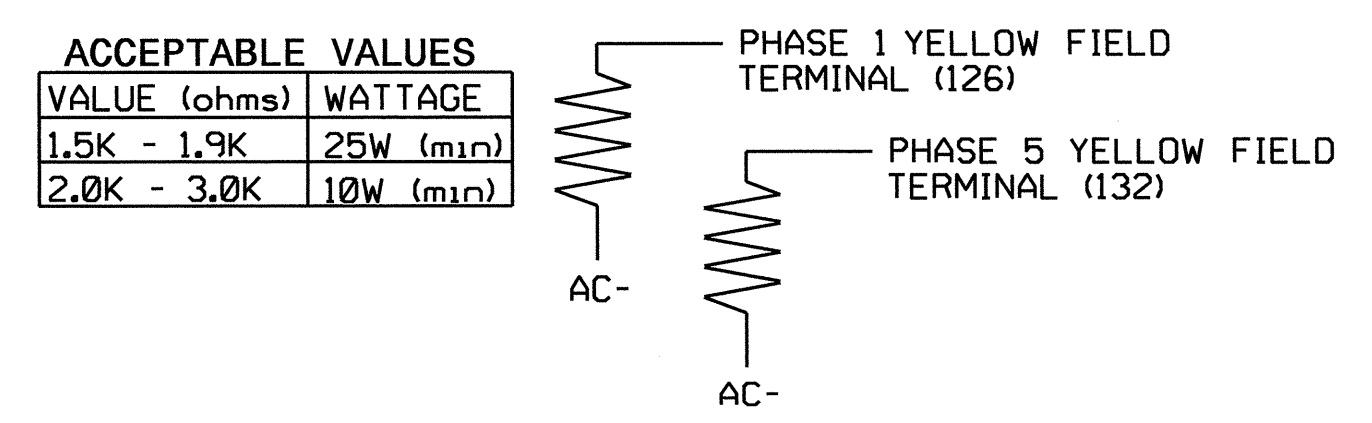 ACCEPTABLE VALUES
VALUE (ohms) WATTAGE
1.5K - 1.9K 25W (min)
2.0K - 3.0K 10W (min)
PHASE 1 YELLOW FIELD
TERMINAL (126)
AC-
PHASE 5 YELLOW FIELD
TERMINAL (132)
AC-